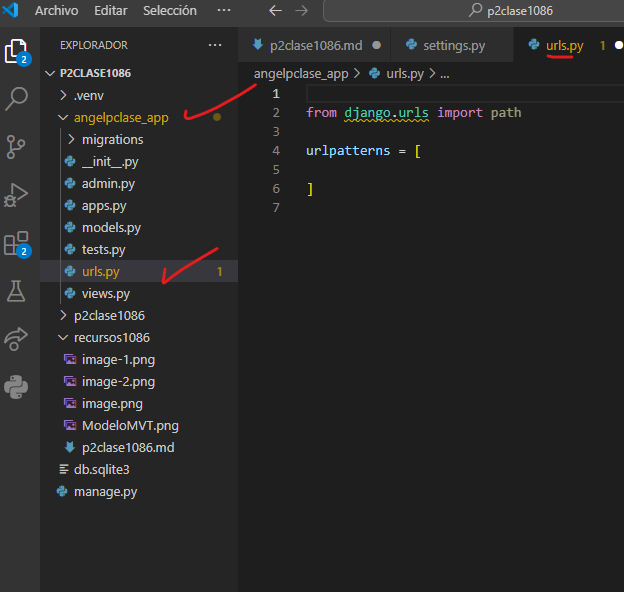 Archivo Editar Selección ··· p2clase1086
EXPLORADOR ···
p2clase1086.md settings.py urls.py 1
angelpclase_app > urls.py > ...
P2CLASE1086
.venv
angelpclase_app
migrations
__init__.py
admin.py
apps.py
models.py
tests.py
urls.py 1
views.py
p2clase1086
recursos1086
image-1.png
image-2.png
image.png
ModeloMVT.png
p2clase1086.md
db.sqlite3
manage.py
2
2
1
2 from django.urls import path
3
4 urlpatterns = [
5
6 ]
7